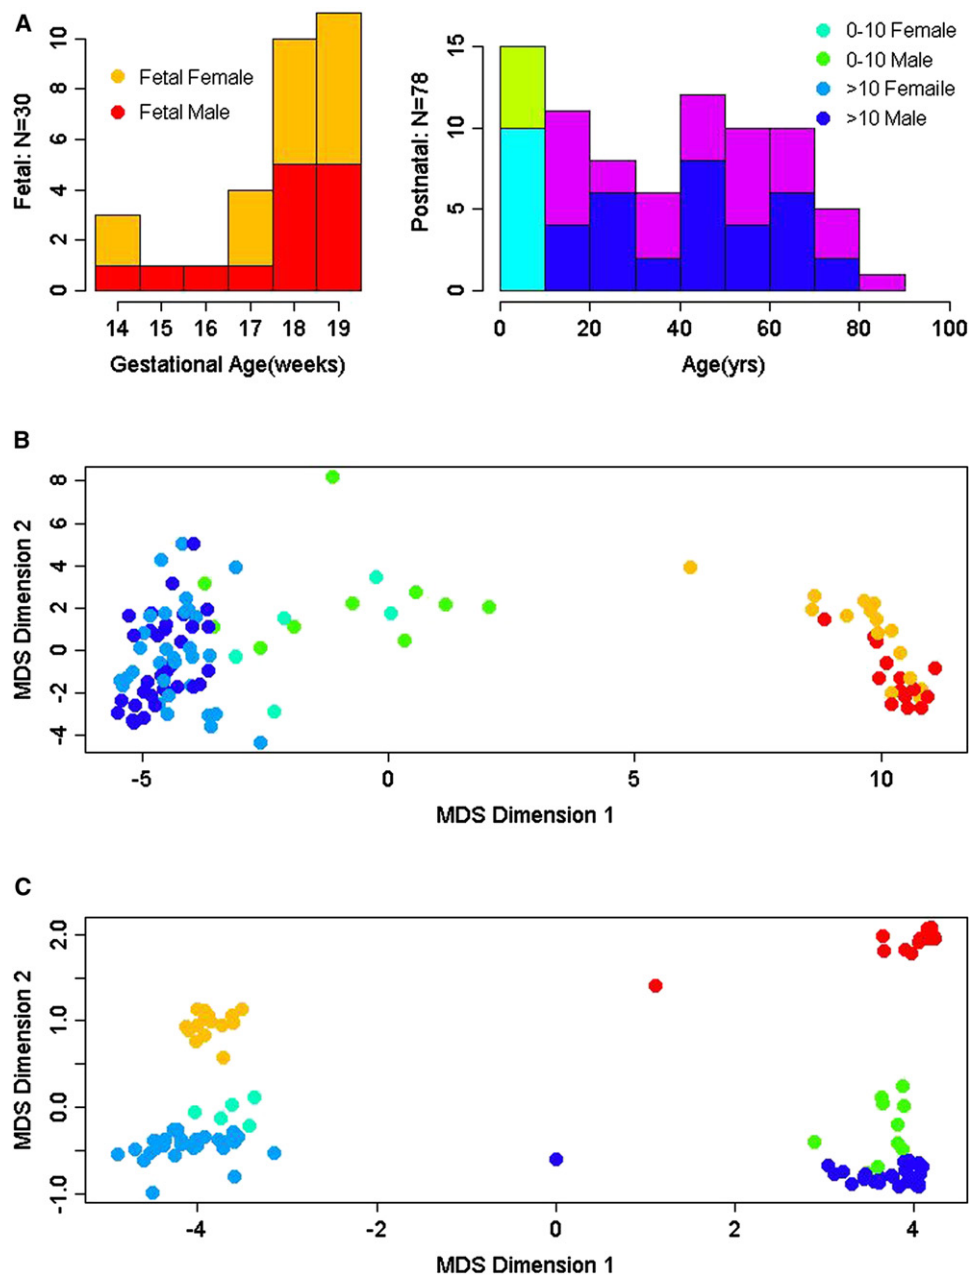 A
Fetal: N=30
0 2 4 6 8 10
Fetal Female
Fetal Male
14 15 16 17 18 19
Gestational Age(weeks)
Postnatal: N=78
0 5 10 15
0-10 Female
0-10 Male
>10 Femaile
>10 Male
0 20 40 60 80 100
Age(yrs)
B
MDS Dimension 2
8
6
4
2
0
-2
-4
-5 0 5 10
MDS Dimension 1
C
MDS Dimension 2
2.0
1.0
0.0
-1.0
-4 -2 0 2 4
MDS Dimension 1